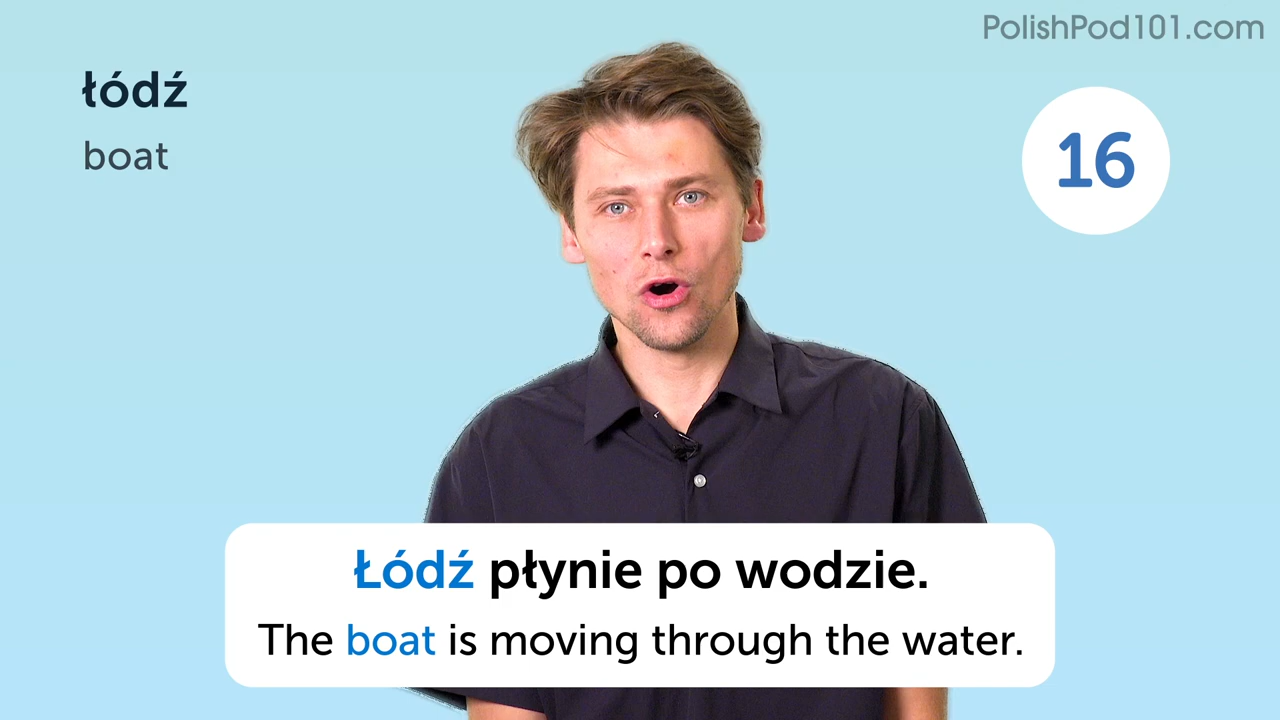 PolishPod101.com
łódź
boat
16
Łódź płynie po wodzie.
The boat is moving through the water.